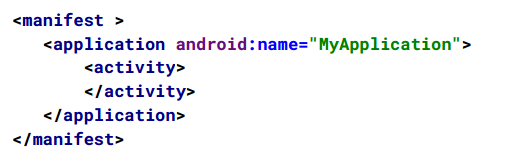 <manifest >
<application android:name="MyApplication">
<activity>
</activity>
</application>
</manifest>